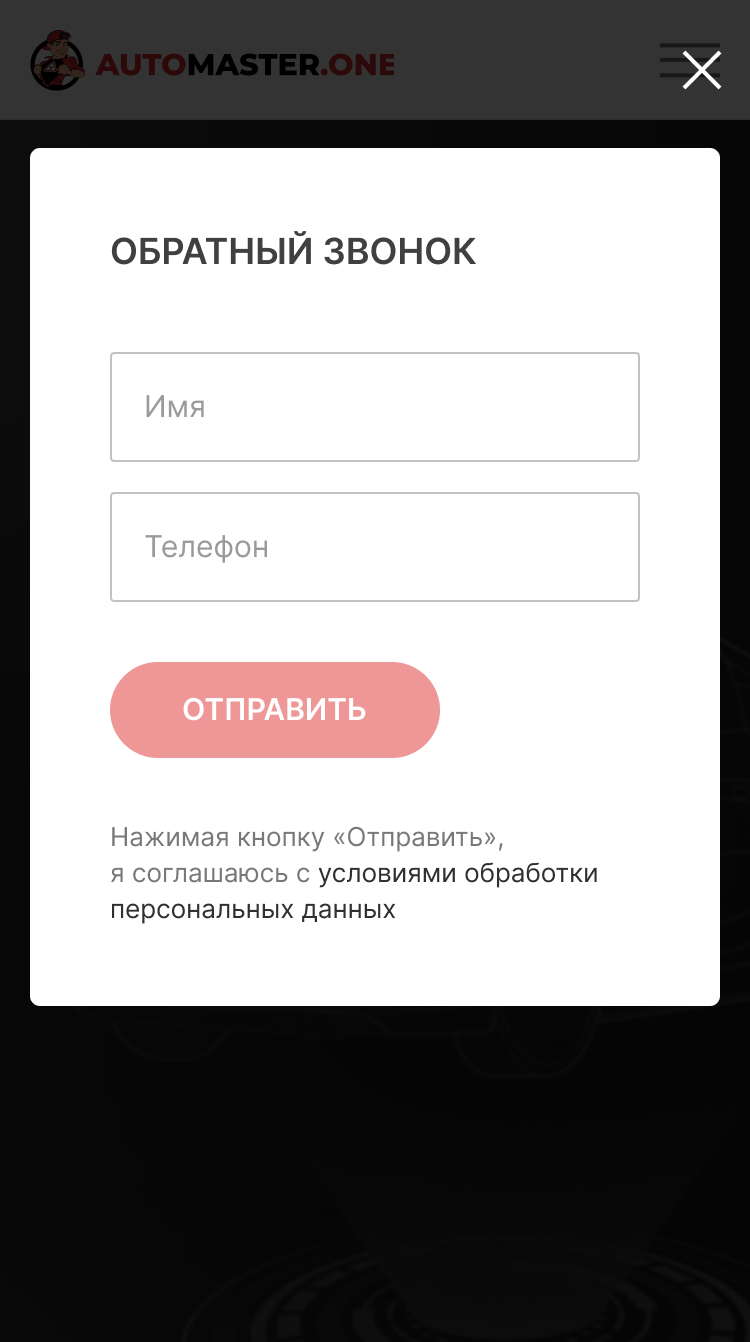 AUTOMASTER.ONE
ОБРАТНЫЙ ЗВОНОК
Имя
Телефон
ОТПРАВИТЬ
Нажимая кнопку «Отправить»,
я соглашаюсь с условиями обработки
персональных данных